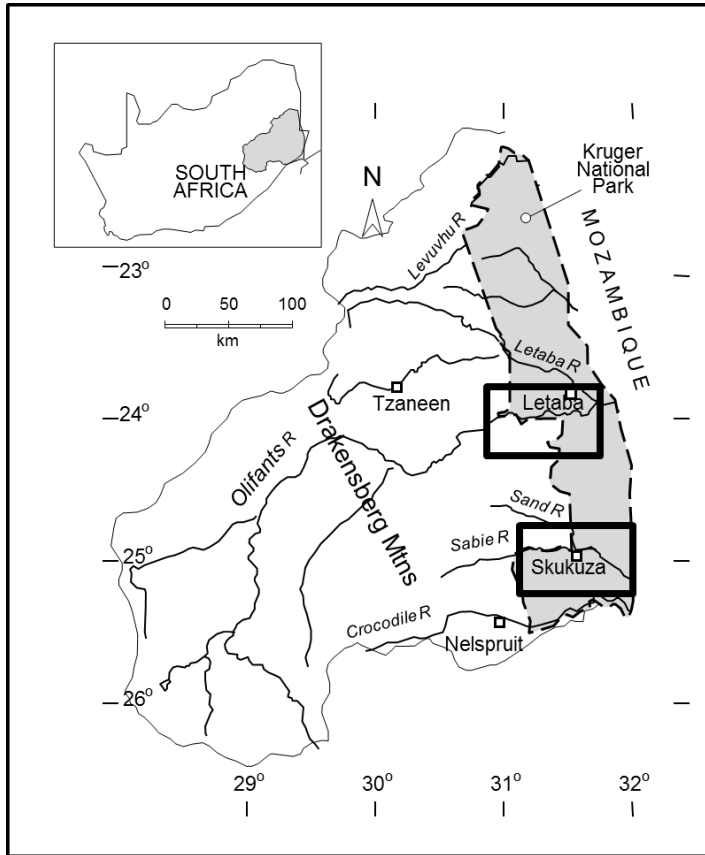 SOUTH
AFRICA
N
Kruger
National
Park
MOZAMBIQUE
Levuvhu R
23°
0 50 100
km
Letaba R
Tzaneen
Letaba
24°
Drakensberg Mtns
Olifants R
Sand R
Sabie R
25°
Skukuza
Crocodile R
Nelspruit
26°
29° 30° 31° 32°